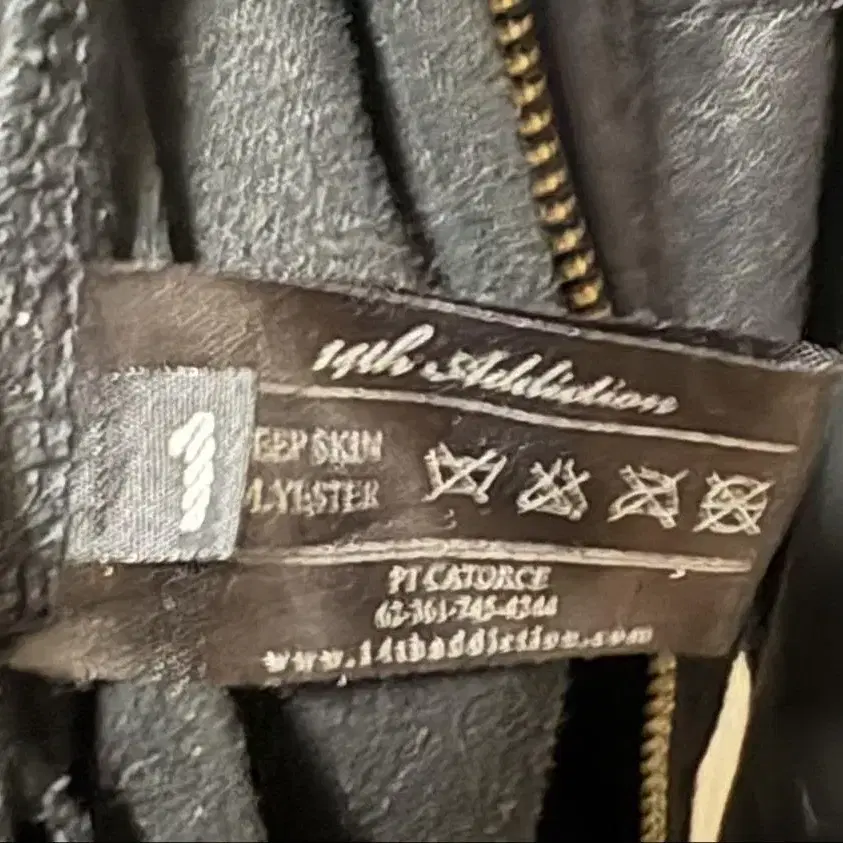 14th Addiction
1
EEP SKIN
LYESTER
PT CATORCE
62-361-745-4344
www.14thaddiction.com